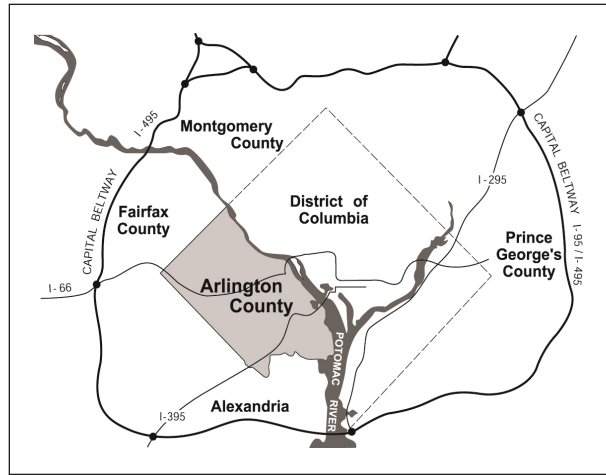 I-495
Montgomery
County
CAPITAL BELTWAY
I-295
CAPITAL BELTWAY I-95 / I-495
Fairfax
County
District of
Columbia
Prince
George's
County
I-66
Arlington
County
POTOMAC RIVER
I-395
Alexandria